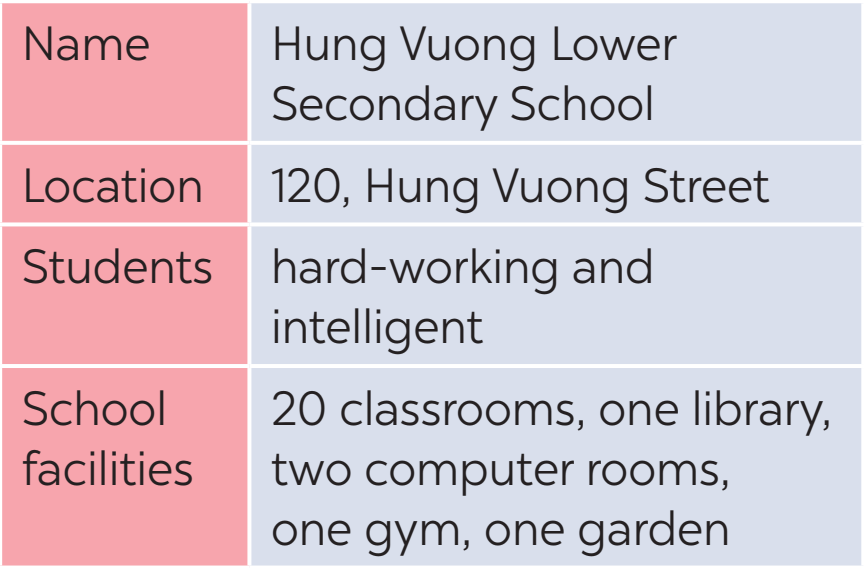 Name
Hung Vuong Lower
Secondary School
Location
120, Hung Vuong Street
Students
hard-working and
intelligent
School
facilities
20 classrooms, one library,
two computer rooms,
one gym, one garden